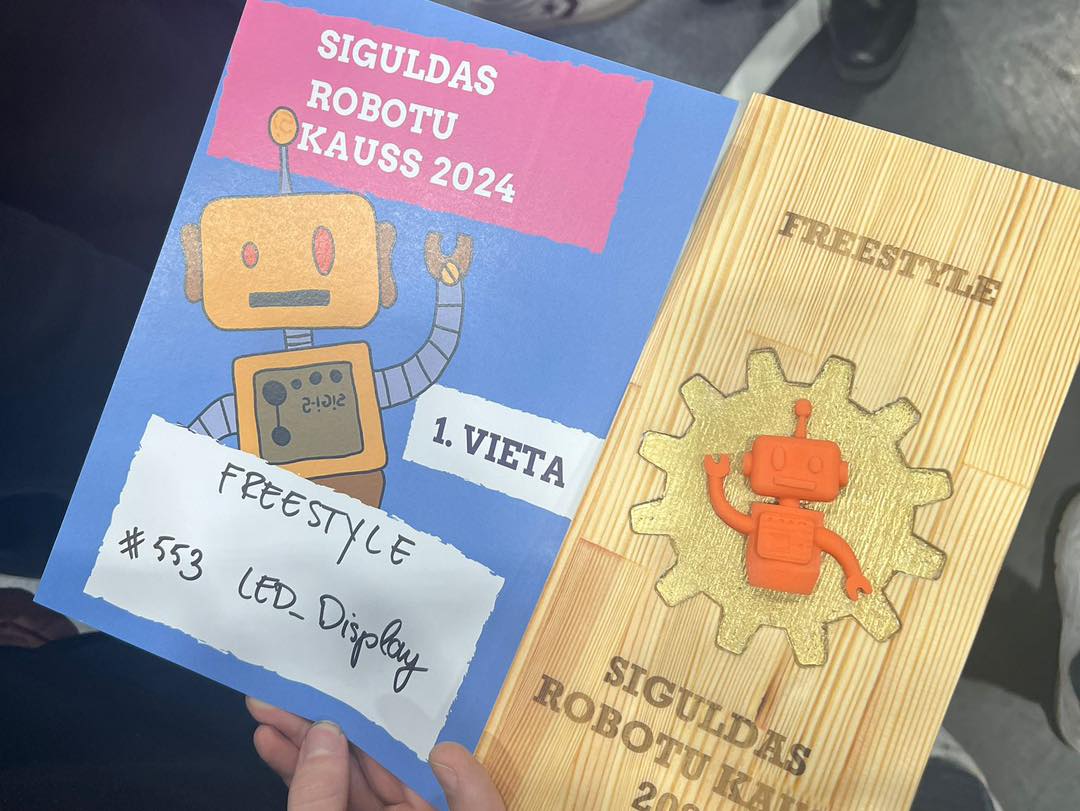 SIGULDAS
ROBOTU
KAUSS 2024
1. VIETA
FREESTYLE
#553 LED_Display
FREESTYLE
SIGULDAS
ROBOTU